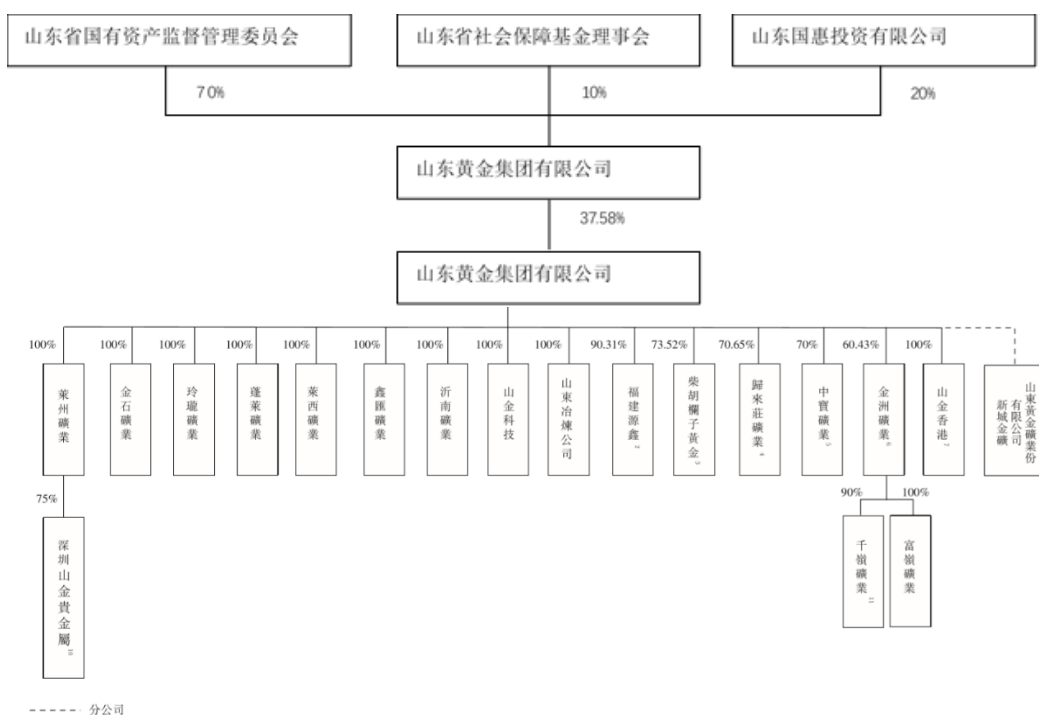 山东省国有资产监督管理委员会
山东省社会保障基金理事会
山东国惠投资有限公司
70%
10%
20%
山东黄金集团有限公司
37.58%
山东黄金集团有限公司
100%
100%
100%
100%
100%
100%
100%
100%
100%
90.31%
73.52%
70.65%
70%
60.43%
100%
萊州礦業
金石礦業
玲瓏礦業
蓬萊礦業
萊西礦業
鑫匯礦業
沂南礦業
山金科技
山東冶煉公司
福建源鑫
柴胡欄子黃金
歸來莊礦業
中寶礦業
金洲礦業
山金香港
山東黃金礦業份
有限公司
新城金礦
75%
90%
100%
深圳山金貴金屬
千嶺礦業
富嶺礦業
分公司